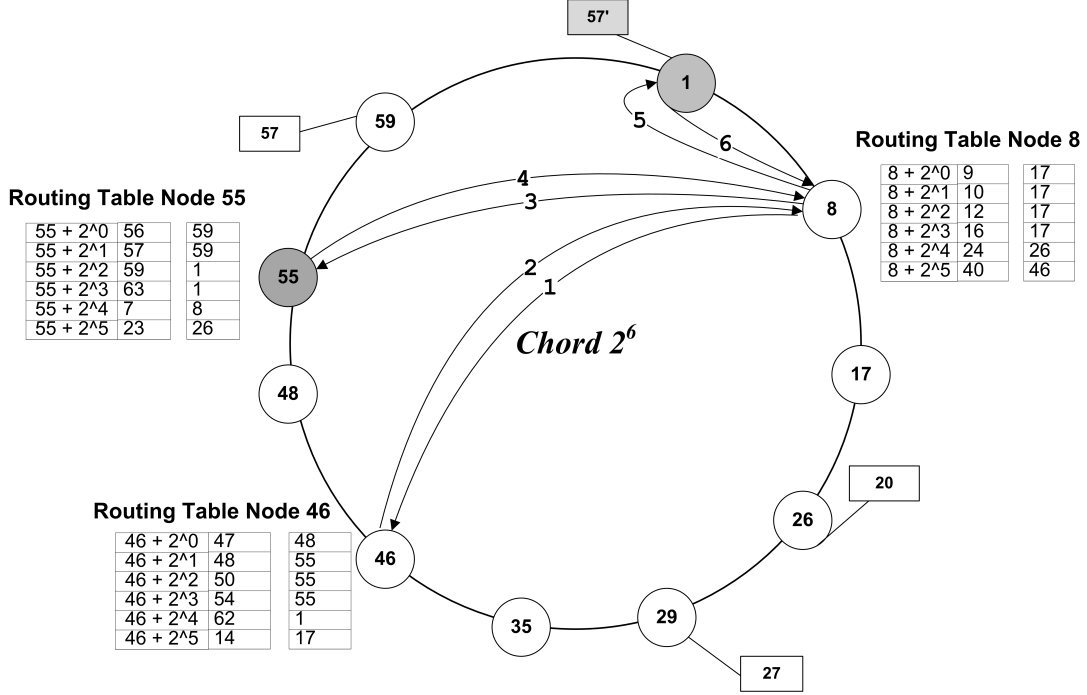 57'
1
59
57
5
6
Routing Table Node 8
8 + 2^0 9 17
8 + 2^1 10 17
8 + 2^2 12 17
8 + 2^3 16 17
8 + 2^4 24 26
8 + 2^5 40 46
Routing Table Node 55
55 + 2^0 56 59
55 + 2^1 57 59
55 + 2^2 59 1
55 + 2^3 63 1
55 + 2^4 7 8
55 + 2^5 23 26
4
3
8
55
2
1
Chord 2^6
48
17
20
26
Routing Table Node 46
46 + 2^0 47 48
46 + 2^1 48 55
46 + 2^2 50 55
46 + 2^3 54 55
46 + 2^4 62 1
46 + 2^5 14 17
46
35
29
27